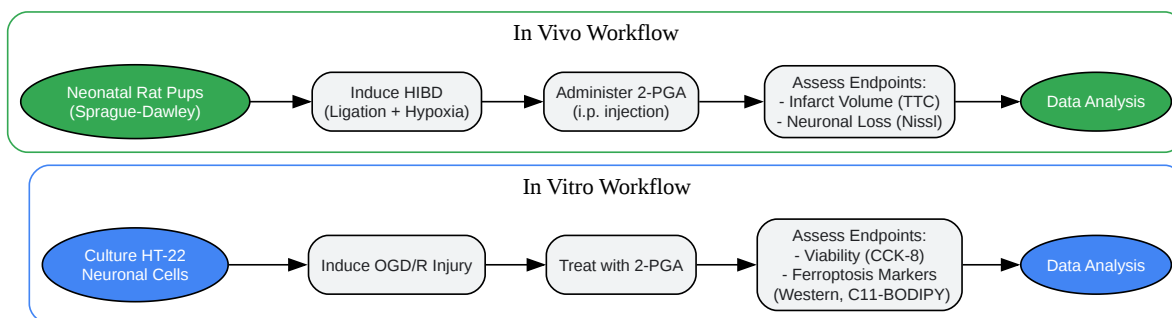 In Vivo Workflow
Neonatal Rat Pups
(Sprague-Dawley)
Induce HIBD
(Ligation + Hypoxia)
Administer 2-PGA
(i.p. injection)
Assess Endpoints:
- Infarct Volume (TTC)
- Neuronal Loss (Nissl)
Data Analysis
In Vitro Workflow
Culture HT-22
Neuronal Cells
Induce OGD/R Injury
Treat with 2-PGA
Assess Endpoints:
- Viability (CCK-8)
- Ferroptosis Markers
(Western, C11-BODIPY)
Data Analysis